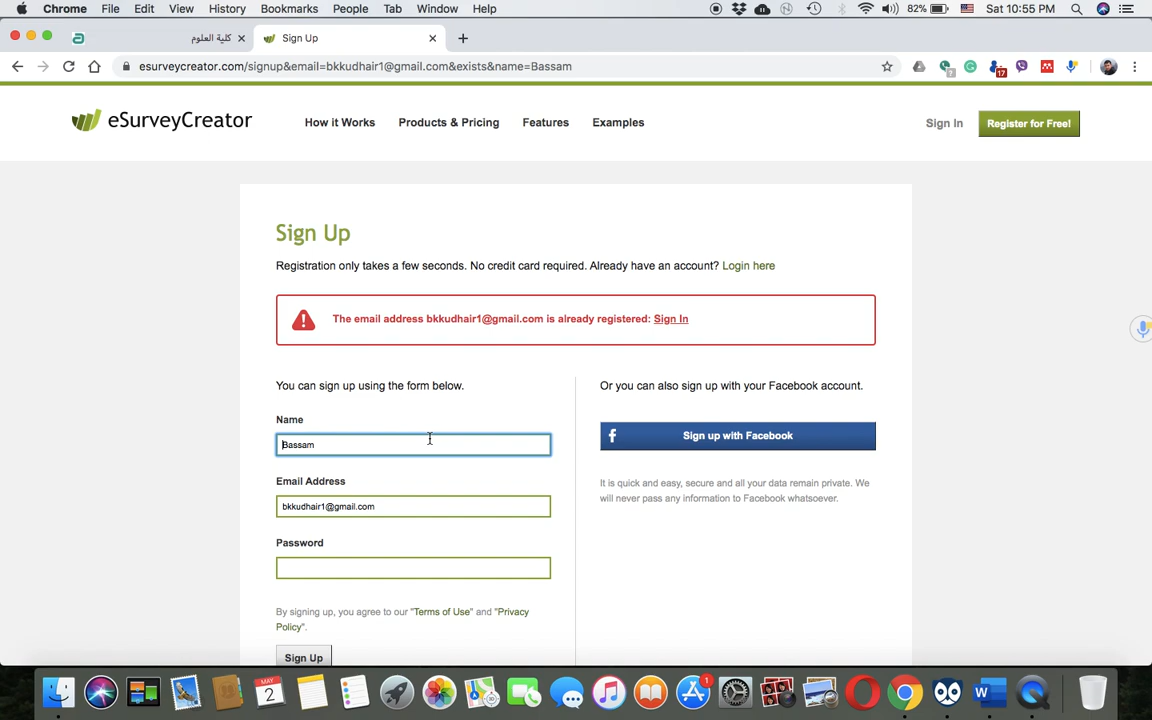 Chrome File Edit View History Bookmarks People Tab Window Help 82% Sat 10:55 PM
كلية العلوم Sign Up
esurveycreator.com/signup&email=bkkudhair1@gmail.com&exists&name=Bassam
7 17
eSurveyCreator How it Works Products & Pricing Features Examples Sign In Register for Free!
Sign Up
Registration only takes a few seconds. No credit card required. Already have an account? Login here
The email address bkkudhair1@gmail.com is already registered: Sign In
You can sign up using the form below.
Name
Bassam
Email Address
bkkudhair1@gmail.com
Password
By signing up, you agree to our "Terms of Use" and "Privacy
Policy".
Sign Up
Or you can also sign up with your Facebook account.
Sign up with Facebook
It is quick and easy, secure and all your data remain private. We
will never pass any information to Facebook whatsoever.
MAY
2
1
W